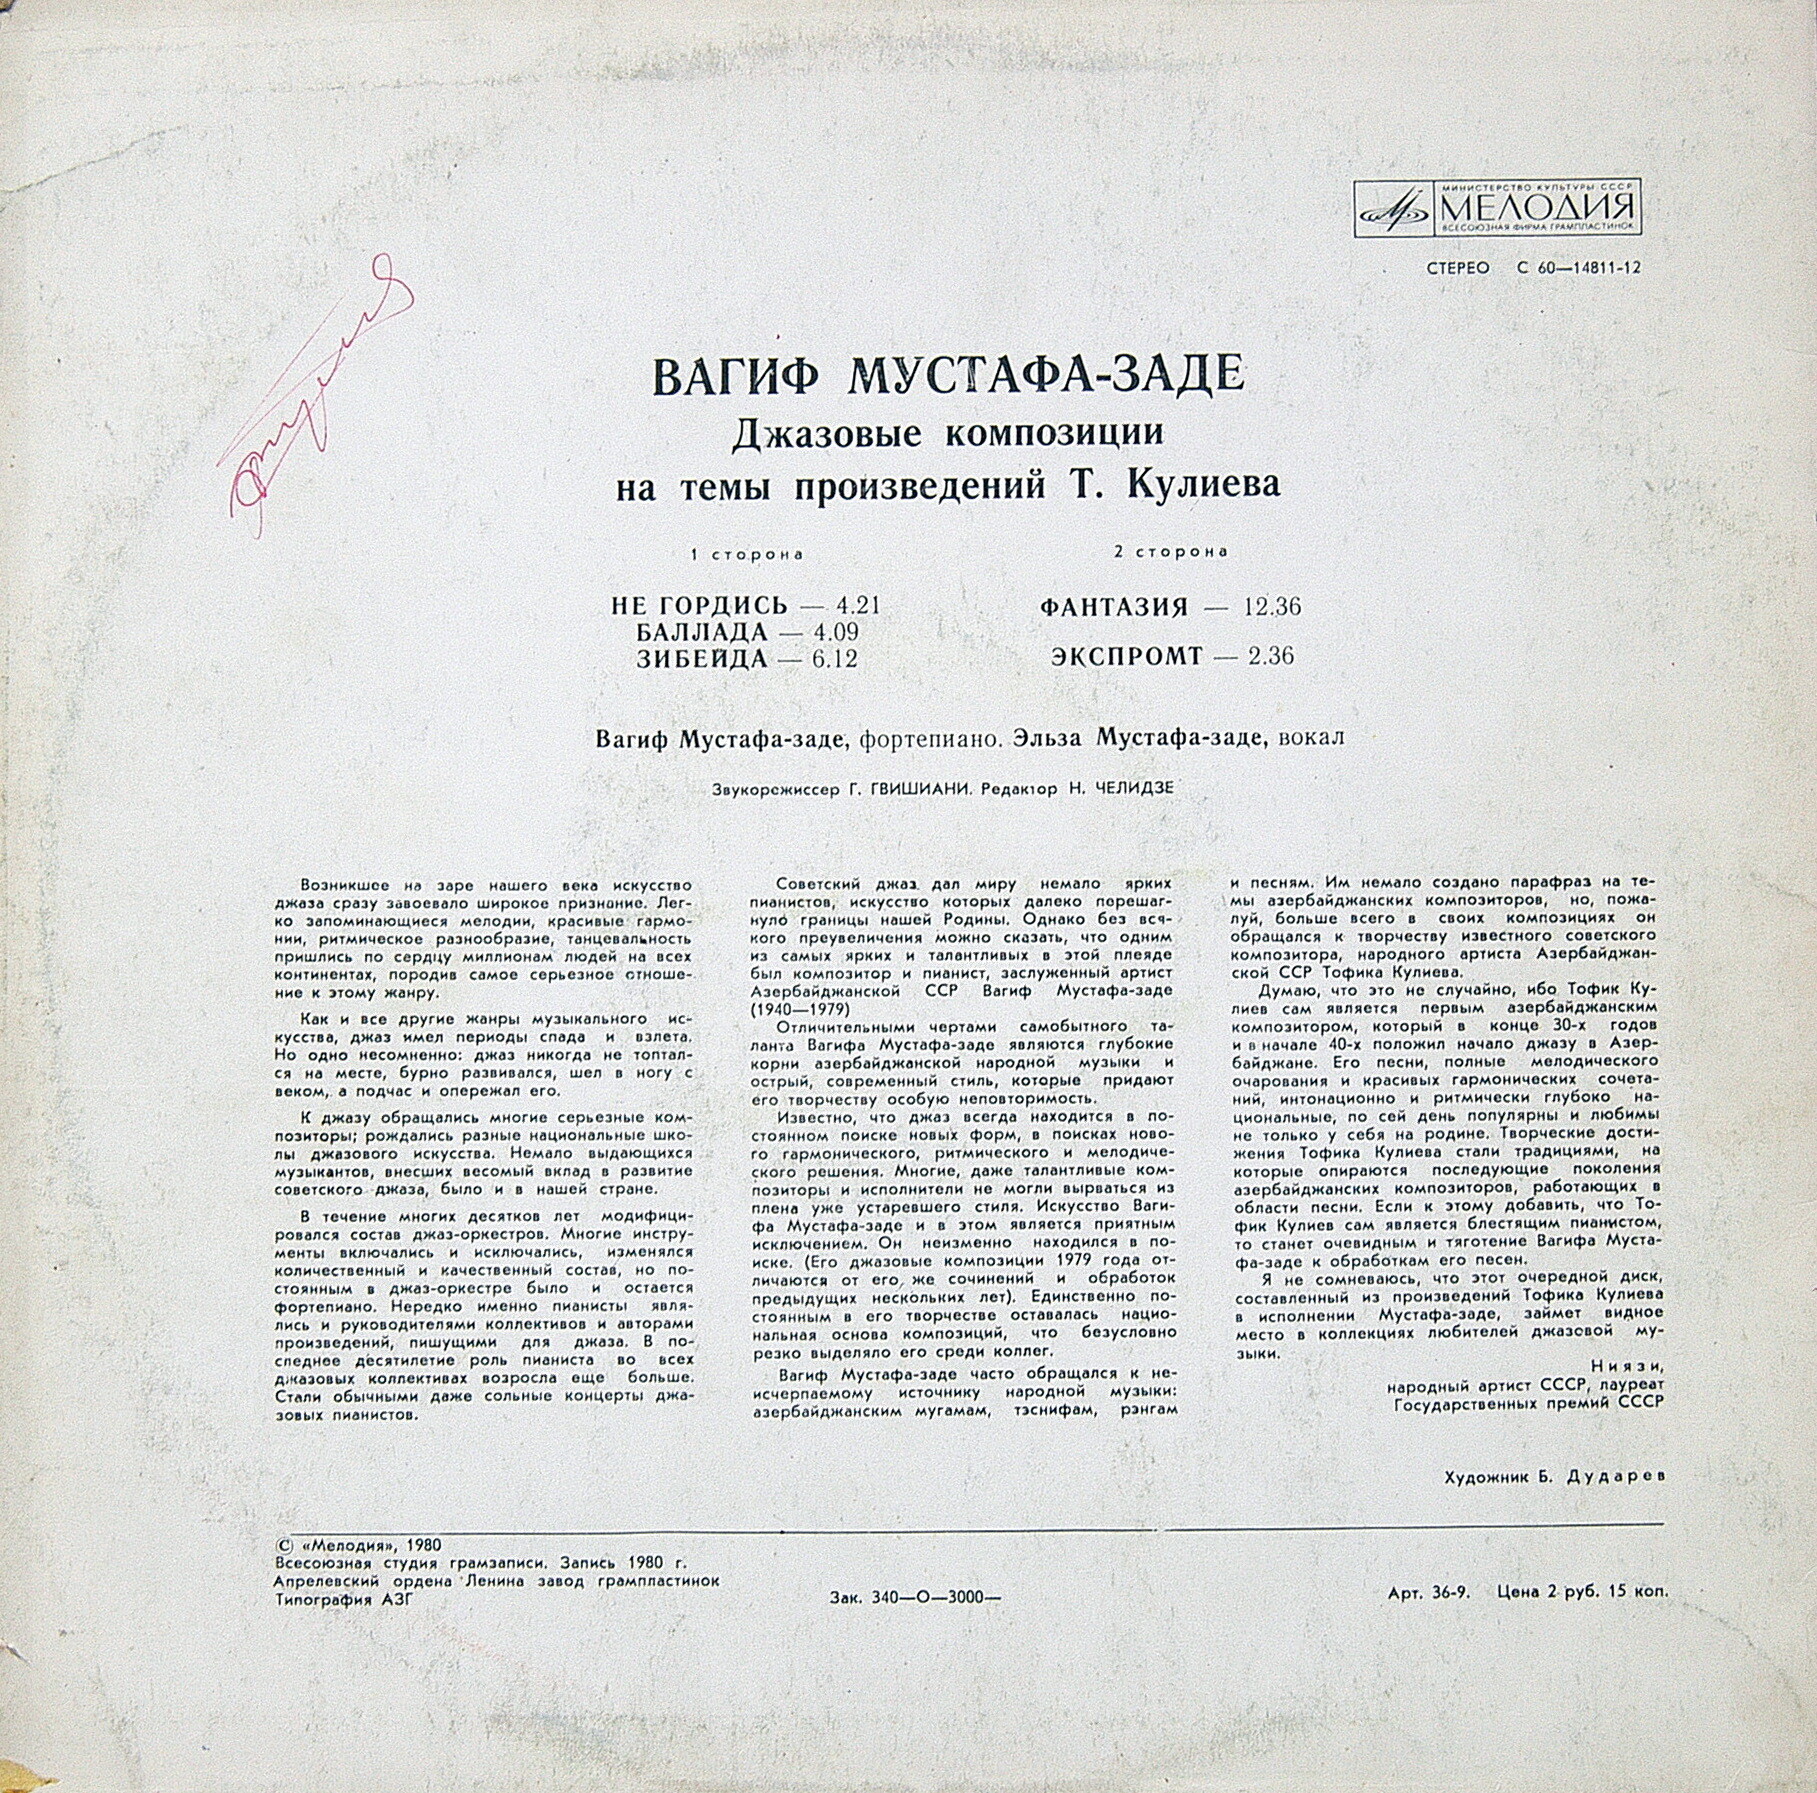 МИНИСТЕРСТВО КУЛЬТУРЫ СССР
МЕЛОДИЯ
ВСЕСОЮЗНАЯ ФИРМА ГРАМПЛАСТИНОК
СТЕРЕО С 60—14811-12
ВАГИФ МУСТАФА-ЗАДЕ
Джазовые композиции
на темы произведений Т. Кулиева
1 сторона
НЕ ГОРДИСЬ — 4.21
БАЛЛАДА — 4.09
ЗИБЕЙДА — 6.12
2 сторона
ФАНТАЗИЯ — 12.36
ЭКСПРОМТ — 2.36
Вагиф Мустафа-заде, фортепиано. Эльза Мустафа-заде, вокал
Звукорежиссер Г. ГВИШИАНИ. Редактор Н. ЧЕЛИДЗЕ
Возникшее на заре нашего века искусство
джаза сразу завоевало широкое признание. Лег-
ко запоминающиеся мелодии, красивые гармо-
нии, ритмическое разнообразие, танцевальность
пришлись по сердцу миллионам людей на всех
континентах, породив самое серьезное отноше-
ние к этому жанру.
Как и все другие жанры музыкального ис-
кусства, джаз имел периоды спада и взлета.
Но одно несомненно: джаз никогда не топтал-
ся на месте, бурно развивался, шел в ногу с
веком, а подчас и опережал его.
К джазу обращались многие серьезные ком-
позиторы; рождались разные национальные шко-
лы джазового искусства. Немало выдающихся
музыкантов, внесших весомый вклад в развитие
советского джаза, было и в нашей стране.
В течение многих десятков лет модифици-
ровался состав джаз-оркестров. Многие инстру-
менты включались и исключались, изменялся
количественный и качественный состав, но по-
стоянным в джаз-оркестре было и остается
фортепиано. Нередко именно пианисты явля-
лись и руководителями коллективов и авторами
произведений, пишущими для джаза. В по-
следнее десятилетие роль пианиста во всех
джазовых коллективах возросла еще больше.
Стали обычными даже сольные концерты джа-
зовых пианистов.
Советский джаз дал миру немало ярких
пианистов, искусство которых далеко перешаг-
нуло границы нашей Родины. Однако без вся-
кого преувеличения можно сказать, что одним
из самых ярких и талантливых в этой плеяде
был композитор и пианист, заслуженный артист
Азербайджанской ССР Вагиф Мустафа-заде
(1940—1979)
Отличительными чертами самобытного та-
ланта Вагифа Мустафа-заде являются глубокие
корни азербайджанской народной музыки и
острый, современный стиль, которые придают
его творчеству особую неповторимость.
Известно, что джаз всегда находится в по-
стоянном поиске новых форм, в поисках ново-
го гармонического, ритмического и мелодиче-
ского решения. Многие, даже талантливые ком-
позиторы и исполнители не могли вырваться из
плена уже устаревшего стиля. Искусство Ваги-
фа Мустафа-заде и в этом является приятным
исключением. Он неизменно находился в по-
иске. (Его джазовые композиции 1979 года от-
личаются от его же сочинений и обработок
предыдущих нескольких лет). Единственно по-
стоянным в его творчестве оставалась нацио-
нальная основа композиций, что безусловно
резко выделяло его среди коллег.
Вагиф Мустафа-заде часто обращался к не-
исчерпаемому источнику народной музыки:
азербайджанским мугамам, тэснифам, рэнгам
и песням. Им немало создано парафраз на те-
мы азербайджанских композиторов, но, пожа-
луй, больше всего в своих композициях он
обращался к творчеству известного советского
композитора, народного артиста Азербайджан-
ской ССР Тофика Кулиева.
Думаю, что это не случайно, ибо Тофик Ку-
лиев сам является первым азербайджанским
композитором, который в конце 30-х годов
и в начале 40-х положил начало джазу в Азер-
байджане. Его песни, полные мелодического
очарования и красивых гармонических сочета-
ний, интонационно и ритмически глубоко на-
циональные, по сей день популярны и любимы
не только у себя на родине. Творческие дости-
жения Тофика Кулиева стали традициями, на
которые опираются последующие поколения
азербайджанских композиторов, работающих в
области песни. Если к этому добавить, что То-
фик Кулиев сам является блестящим пианистом,
то станет очевидным и тяготение Вагифа Муста-
фа-заде к обработкам его песен.
Я не сомневаюсь, что этот очередной диск,
составленный из произведений Тофика Кулиева
в исполнении Мустафа-заде, займет видное
место в коллекциях любителей джазовой му-
зыки.
Ниязи,
народный артист СССР, лауреат
Государственных премий СССР
Художник Б. Дударев
© «Мелодия», 1980
Всесоюзная студия грамзаписи. Запись 1980 г.
Апрелевский ордена Ленина завод грампластинок
Типография АЗГ
Зак. 340—О—3000—
Арт. 36-9. Цена 2 руб. 15 коп.